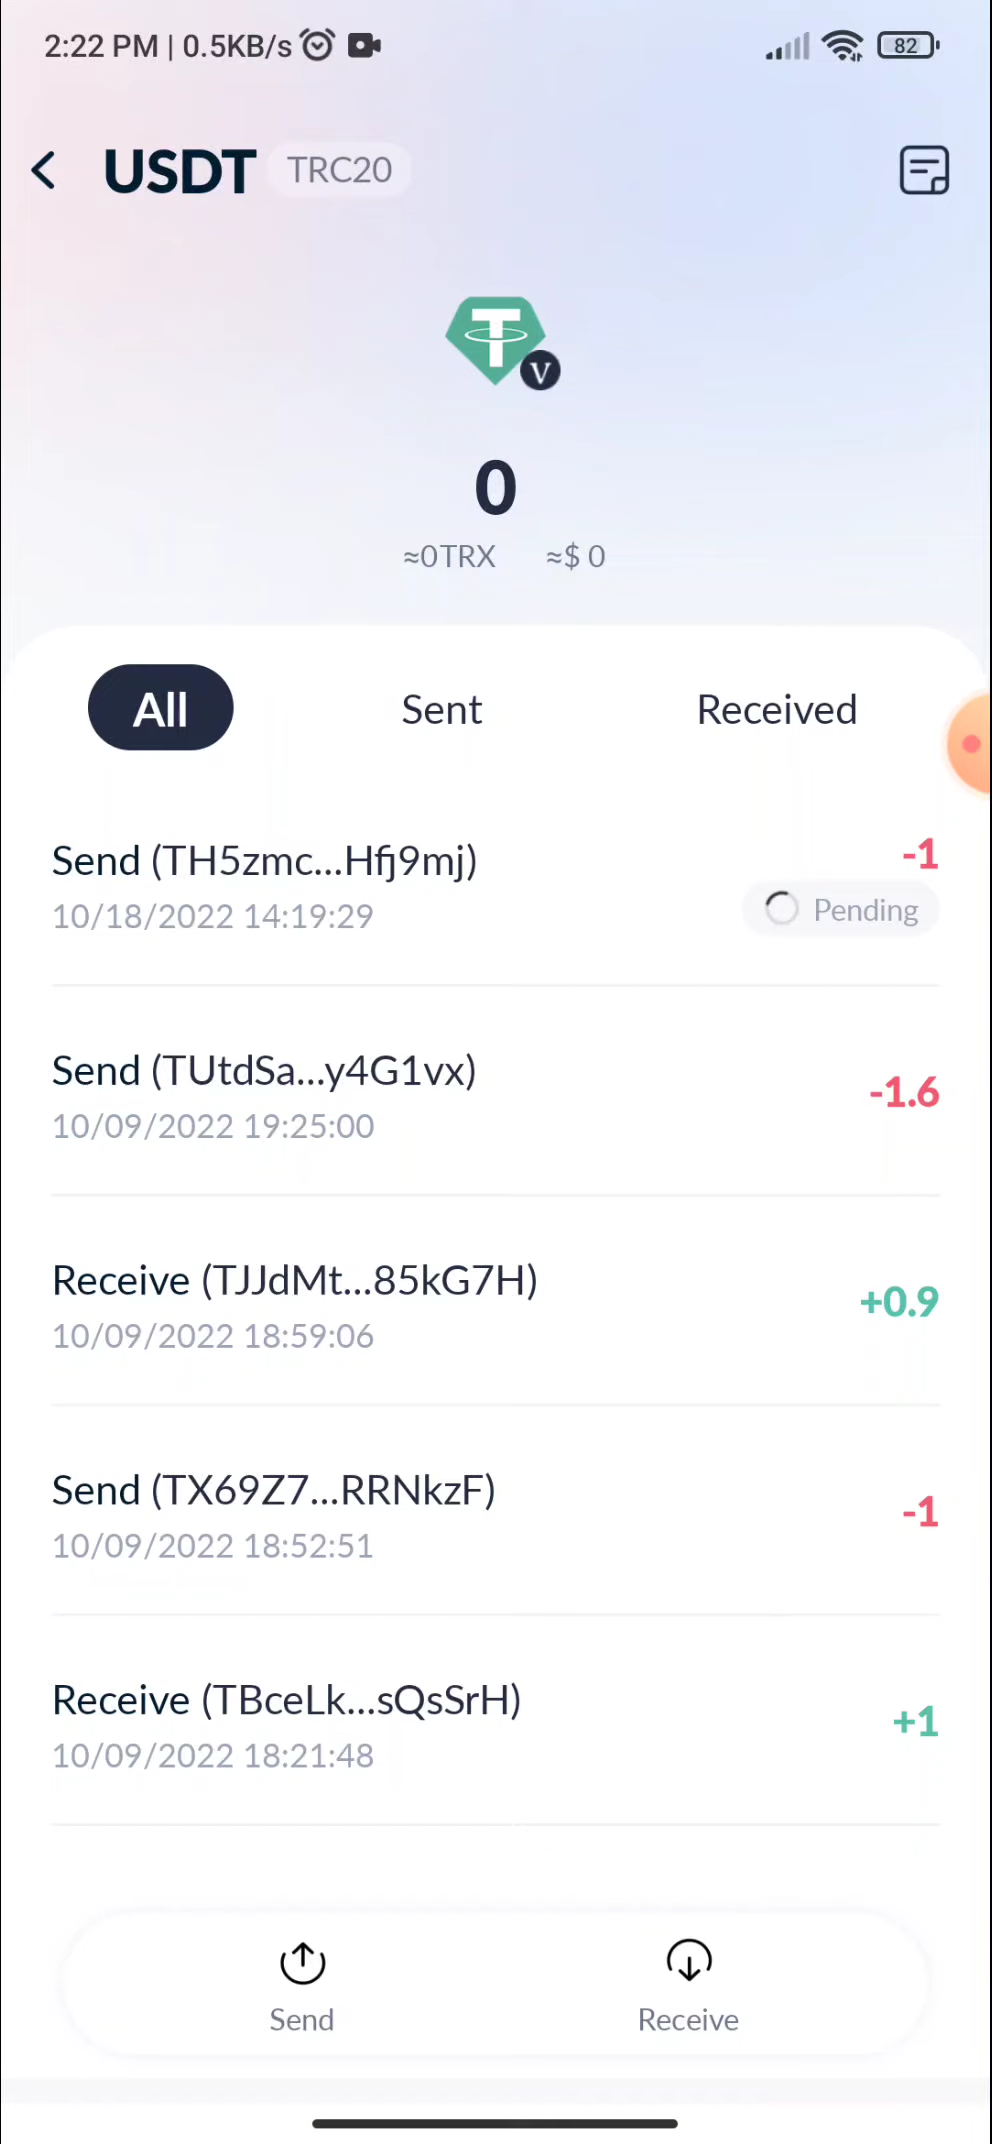 2:22 PM | 0.5KB/s 82
USDT TRC20
T
V
0
≈0TRX ≈$ 0
All Sent Received
Send (TH5zmc...Hfj9mj) -1
10/18/2022 14:19:29 Pending
Send (TUtdSa...y4G1vx) -1.6
10/09/2022 19:25:00
Receive (TJJdMt...85kG7H) +0.9
10/09/2022 18:59:06
Send (TX69Z7...RRNkzF) -1
10/09/2022 18:52:51
Receive (TBceLk...sQsSrH) +1
10/09/2022 18:21:48
Send Receive